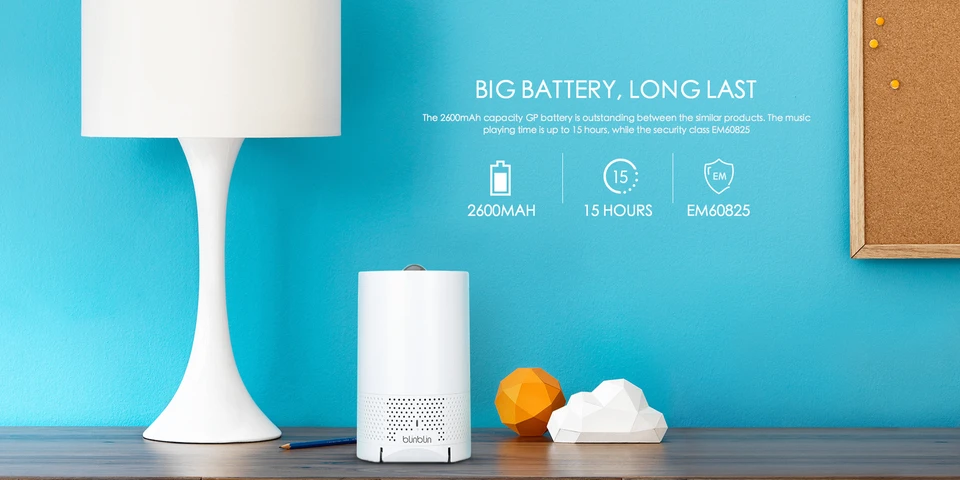 BIG BATTERY, LONG LAST
The 2600mAh capacity GP battery is outstanding between the similar products. The music
playing time is up to 15 hours, while the security class EM60825
15
EM
2600MAH
15 HOURS
EM60825
blinblin